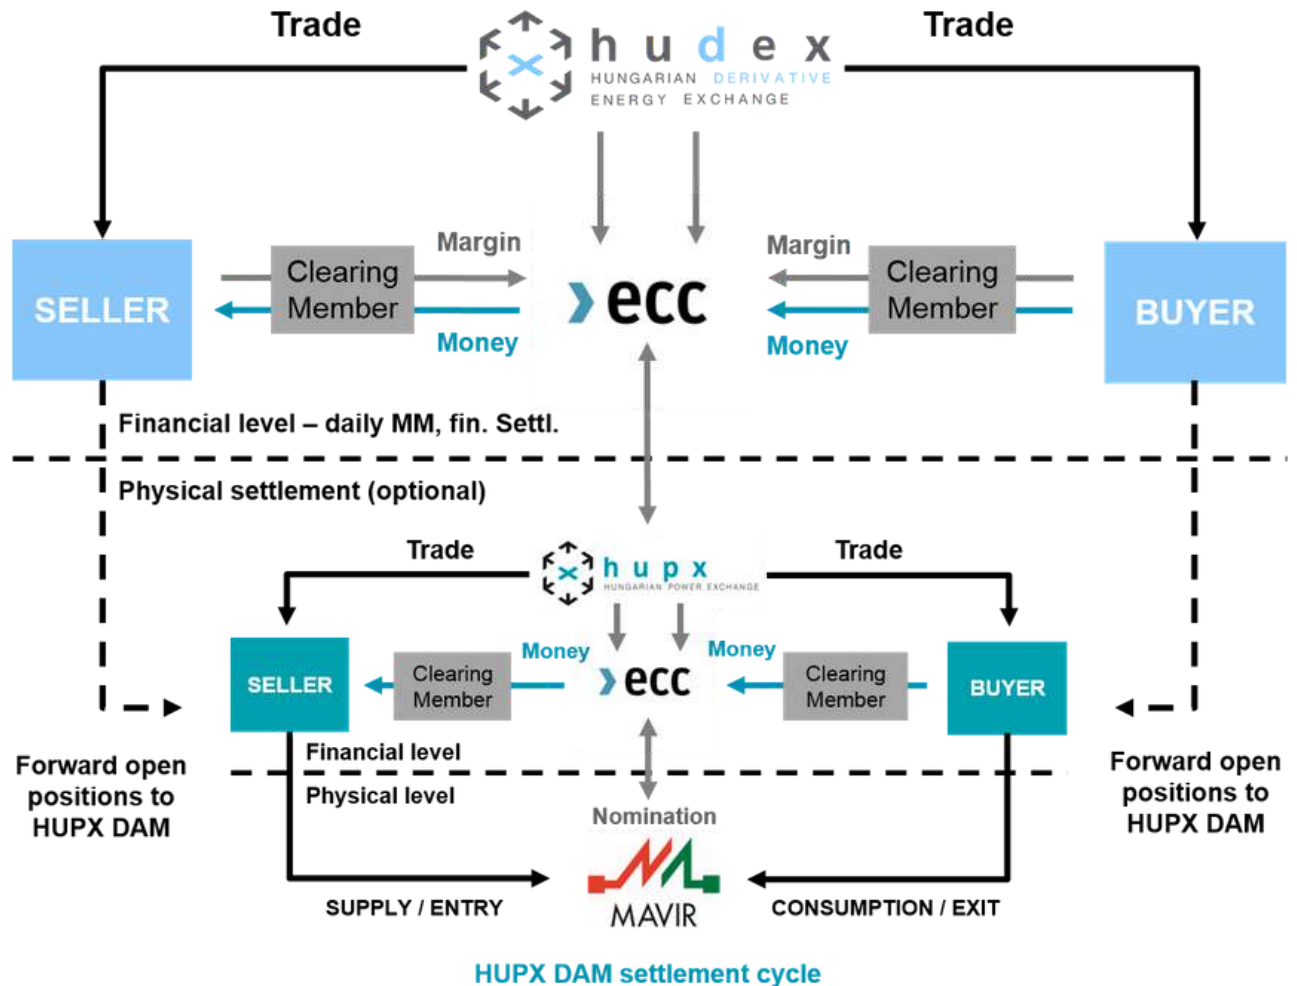 Trade
Trade
hudex
HUNGARIAN DERIVATIVE
ENERGY EXCHANGE
Margin
Margin
Clearing
Member
Clearing
Member
SELLER
ecc
BUYER
Money
Money
Financial level – daily MM, fin. Settl.
Physical settlement (optional)
Trade
Trade
hupx
HUNGARIAN POWER EXCHANGE
Money
Money
SELLER
Clearing
Member
ecc
Clearing
Member
BUYER
Financial level
Physical level
Forward open
positions to
HUPX DAM
Forward open
positions to
HUPX DAM
Nomination
MAVIR
SUPPLY / ENTRY
CONSUMPTION / EXIT
HUPX DAM settlement cycle